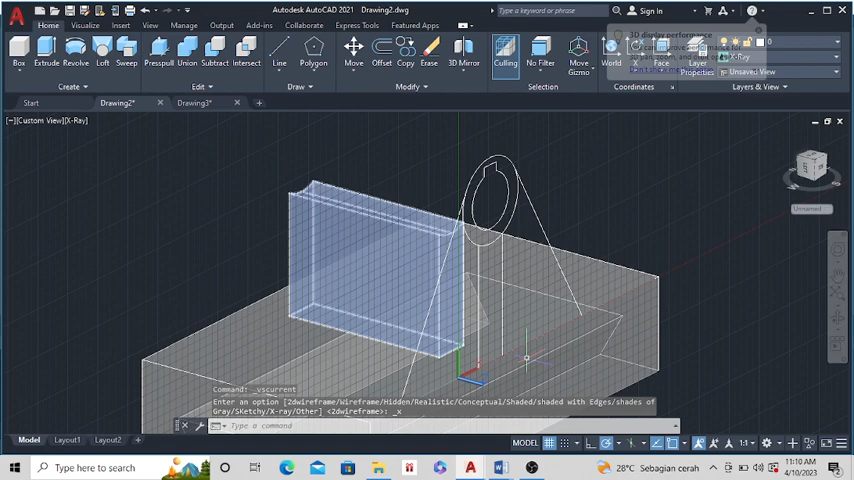 Autodesk AutoCAD 2021 Drawing2.dwg
Type a keyword or phrase
Sign In
Home Visualize Insert View Manage Output Add-ins Collaborate Express Tools Featured Apps
3D display performance
Box Extrude Revolve Loft Sweep Presspull Union Subtract Intersect Line Polygon Move Offset Copy Erase 3D Mirror Culling No Filter Move Gizmo World X Face Layer Properties
0
X-Ray
Unsaved View
Create Edit Draw Modify Selection Coordinates Layers & View
Start Drawing2* Drawing3*
[−][Custom View][X-Ray]
Unnamed
Command: _vscurrent
Enter an option [2dwireframe/Wireframe/Hidden/Realistic/Conceptual/Shaded/shaded with Edges/shades of
Gray/SKetchy/X-ray/Other] <2dwireframe>: _x
Type a command
Model Layout1 Layout2 +
MODEL 1:1
Type here to search
28°C Sebagian cerah
11:10 AM
4/10/2023